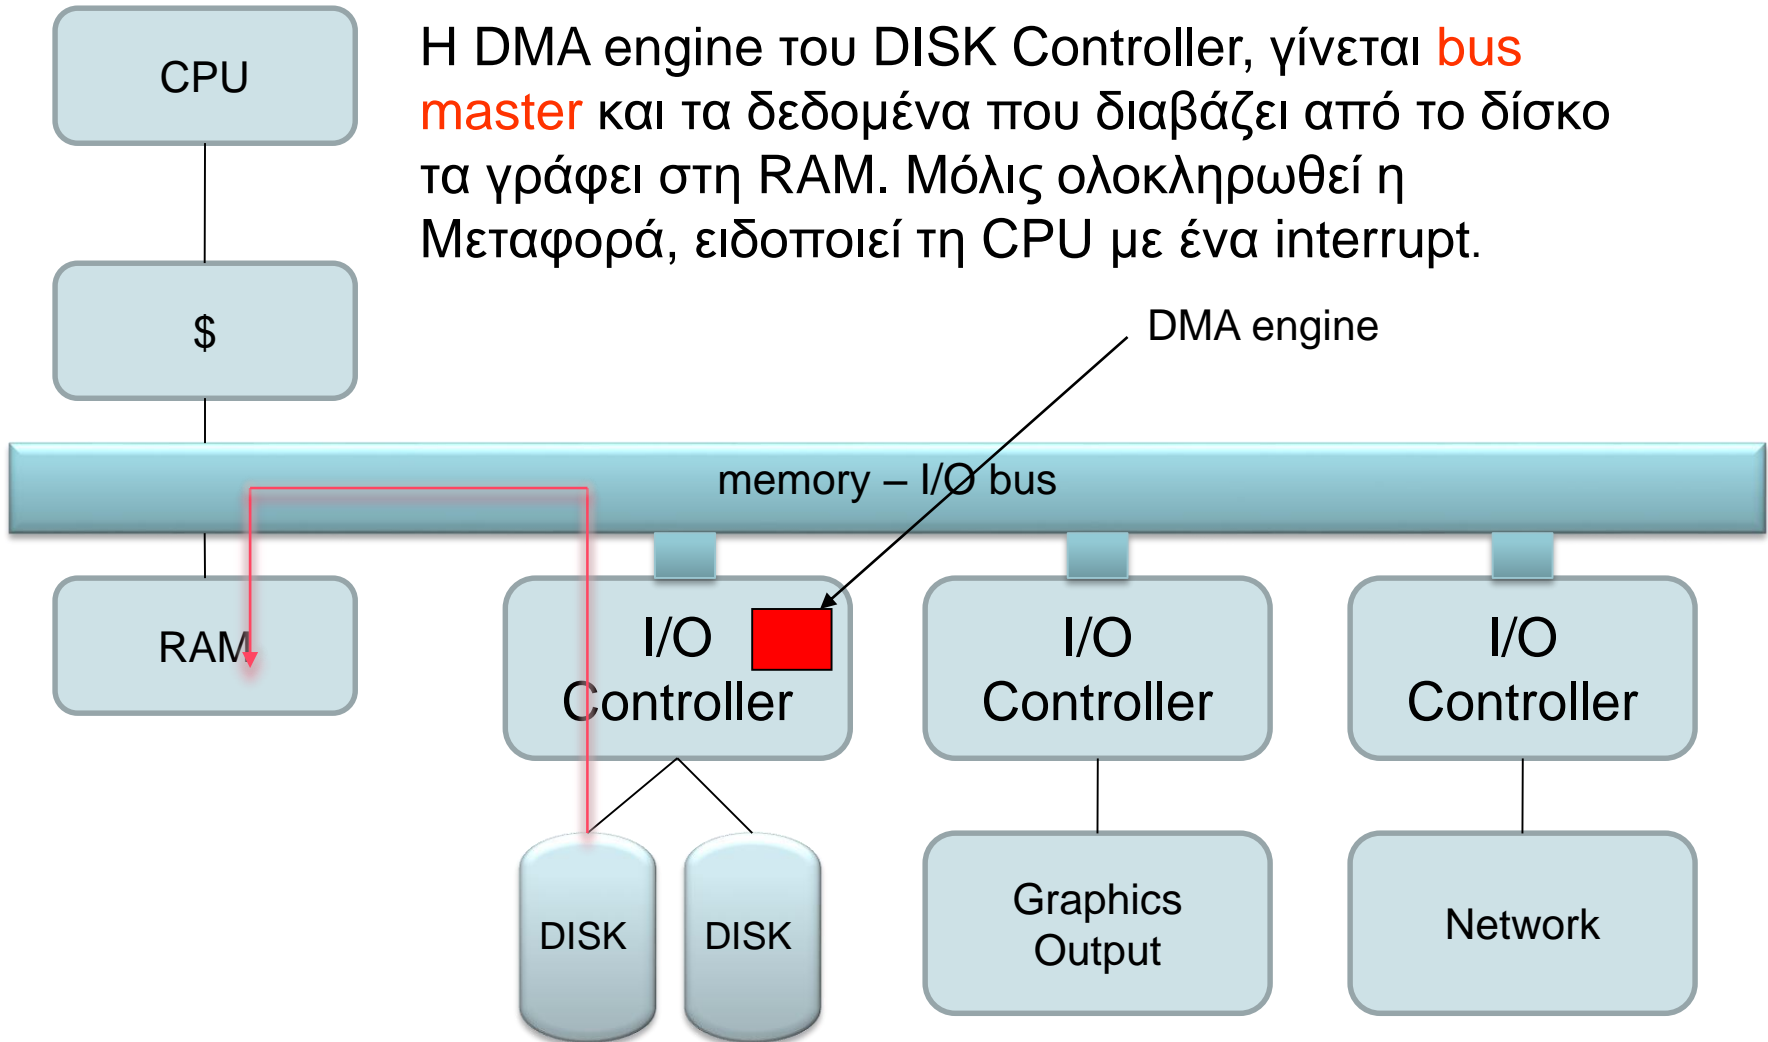 CPU
Η DMA engine του DISK Controller, γίνεται bus
master και τα δεδομένα που διαβάζει από το δίσκο
τα γράφει στη RAM. Μόλις ολοκληρωθεί η
Μεταφορά, ειδοποιεί τη CPU με ένα interrupt.
$
DMA engine
memory – I/O bus
RAM
I/O
Controller
I/O
Controller
I/O
Controller
DISK
DISK
Graphics
Output
Network